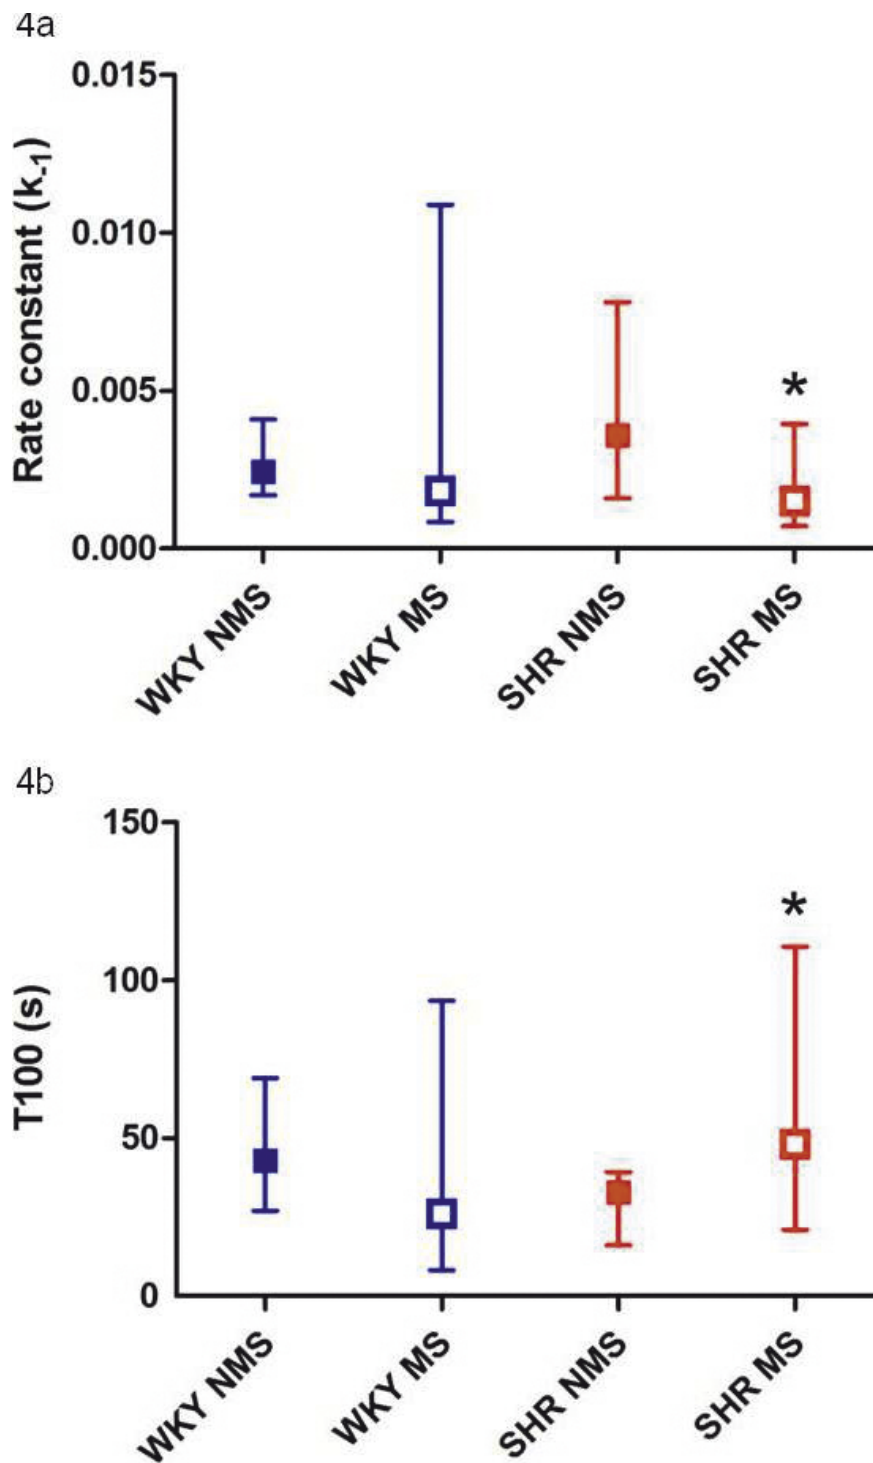 4a
Rate constant (k-1)
0.015
0.010
0.005
0.000
*
WKY NMS
WKY MS
SHR NMS
SHR MS
4b
T100 (s)
150
100
50
0
*
WKY NMS
WKY MS
SHR NMS
SHR MS